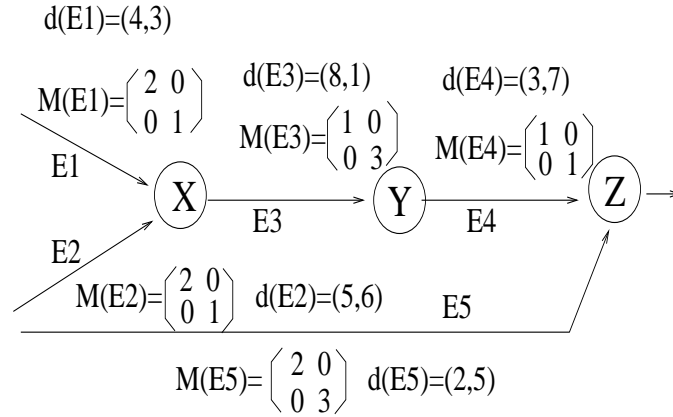 d(E1)=(4,3)
M(E1)=(2 0
0 1)
d(E3)=(8,1)
M(E3)=(1 0
0 3)
d(E4)=(3,7)
M(E4)=(1 0
0 1)
E1
X
E3
Y
E4
Z
E2
M(E2)=(2 0
0 1) d(E2)=(5,6)
E5
M(E5)=(2 0
0 3) d(E5)=(2,5)